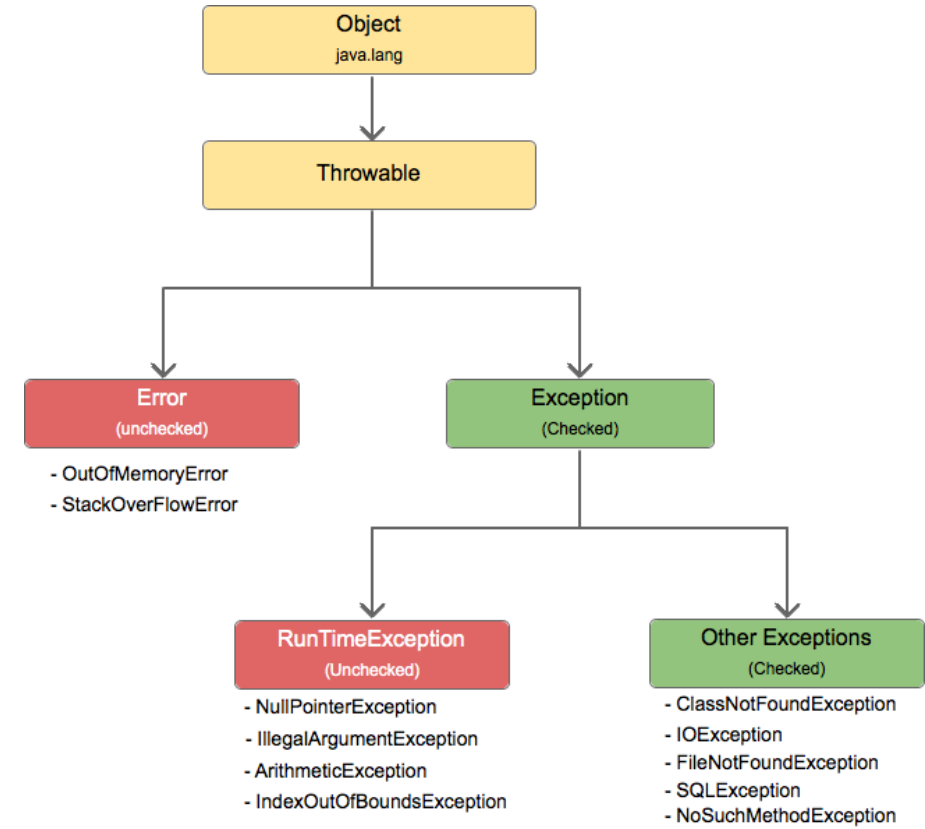 Object
java.lang
Throwable
Error
(unchecked)
- OutOfMemoryError
- StackOverFlowError
Exception
(Checked)
RunTimeException
(Unchecked)
- NullPointerException
- IllegalArgumentException
- ArithmeticException
- IndexOutOfBoundsException
Other Exceptions
(Checked)
- ClassNotFoundException
- IOException
- FileNotFoundException
- SQLException
- NoSuchMethodException